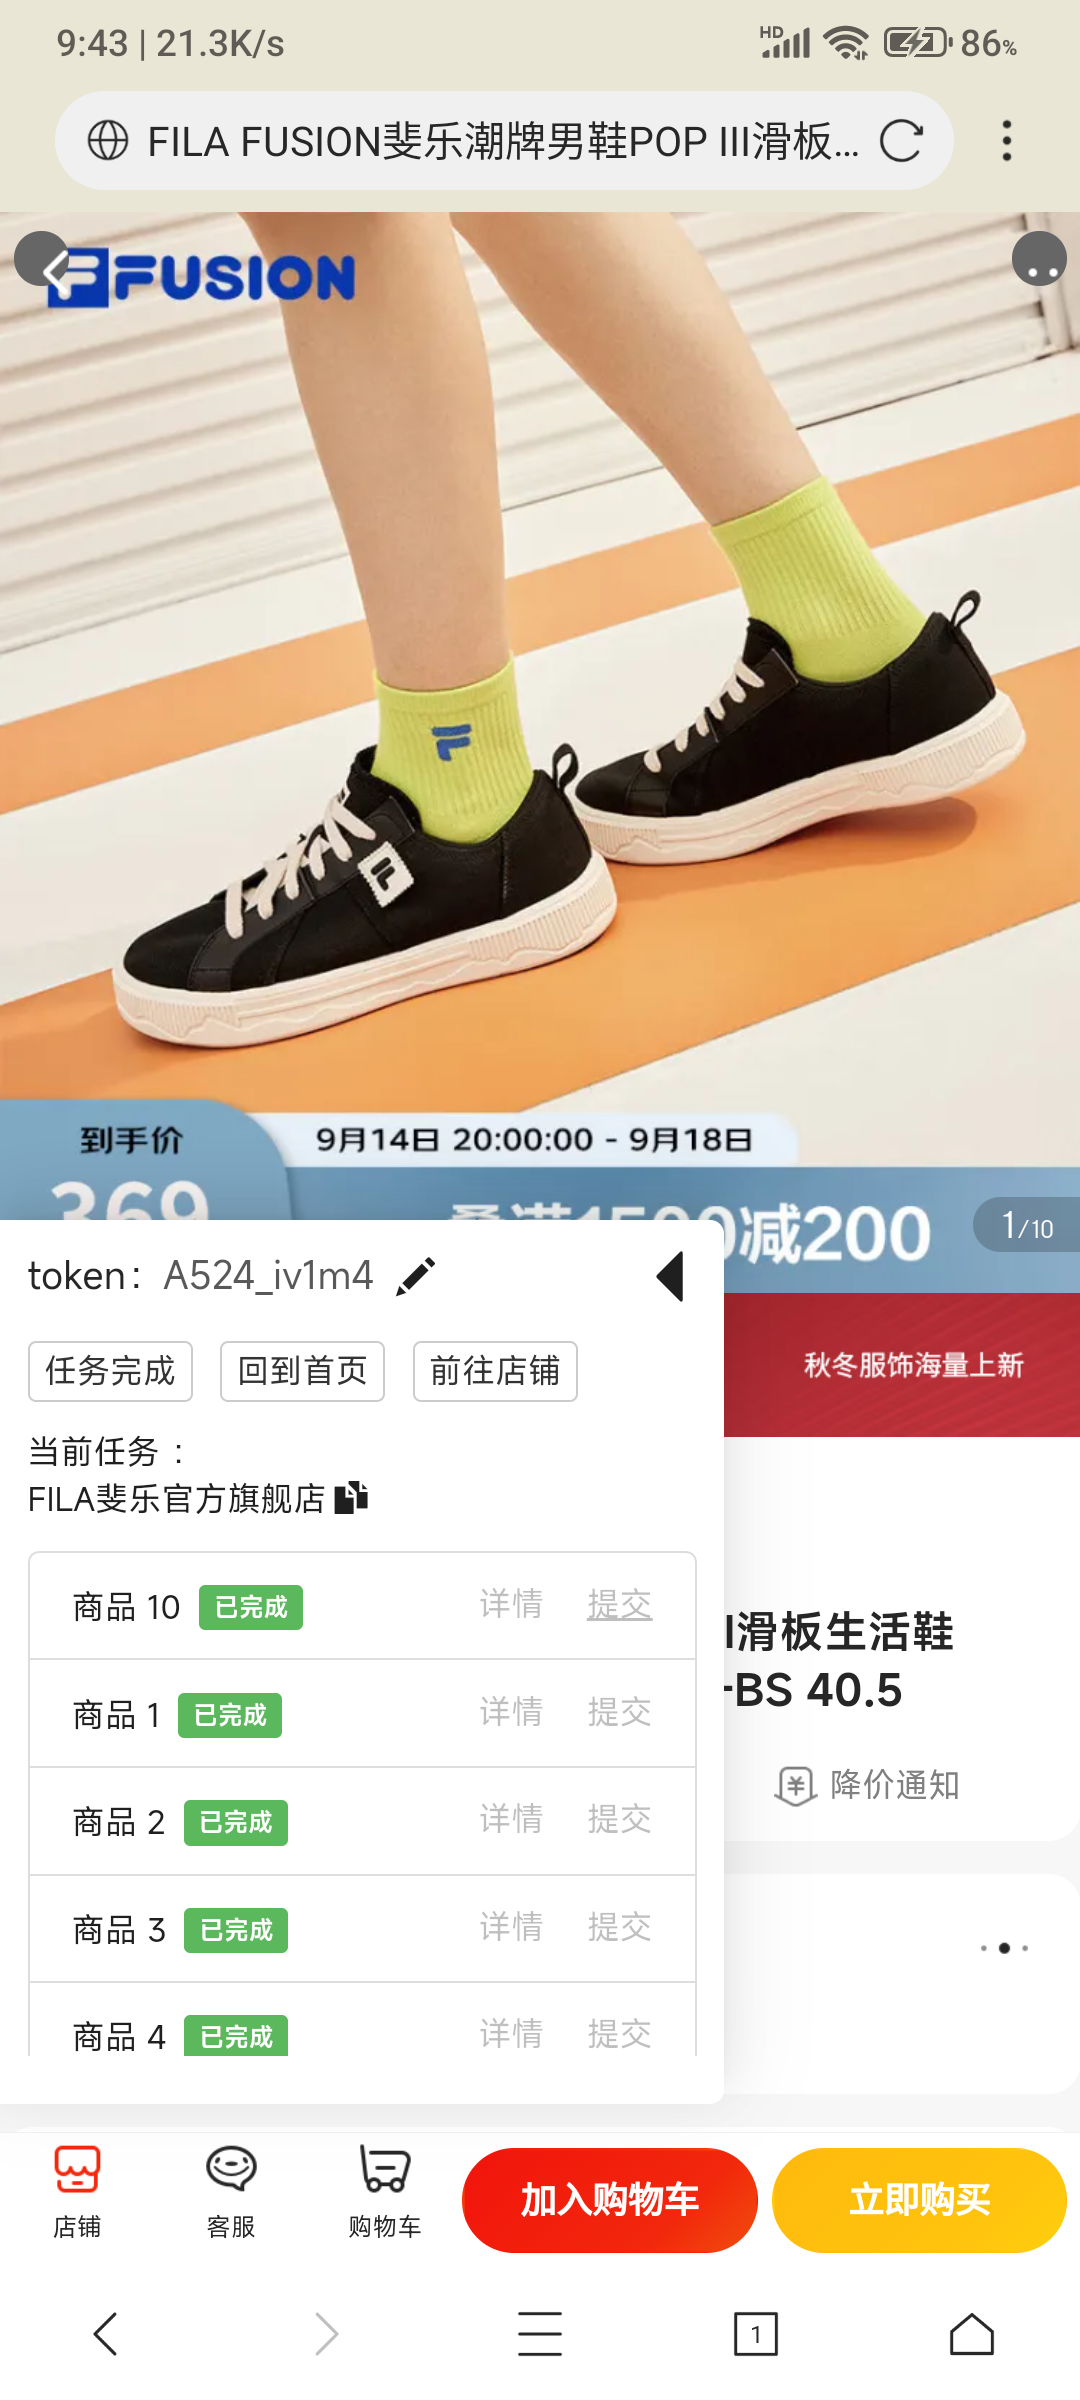 9:43 | 21.3K/s
HD
86%
FILA FUSION斐乐潮牌男鞋POP III滑板...
FUSION
到手价
9月14日 20:00:00 - 9月18日
369
叠满1500减200
1/10
token: A524_iv1m4
任务完成
回到首页
前往店铺
秋冬服饰海量上新
当前任务 :
FILA斐乐官方旗舰店
商品 10 已完成 详情 提交
I滑板生活鞋
商品 1 已完成 详情 提交
-BS 40.5
降价通知
商品 2 已完成 详情 提交
商品 3 已完成 详情 提交
商品 4 已完成 详情 提交
店铺
客服
购物车
加入购物车
立即购买
1